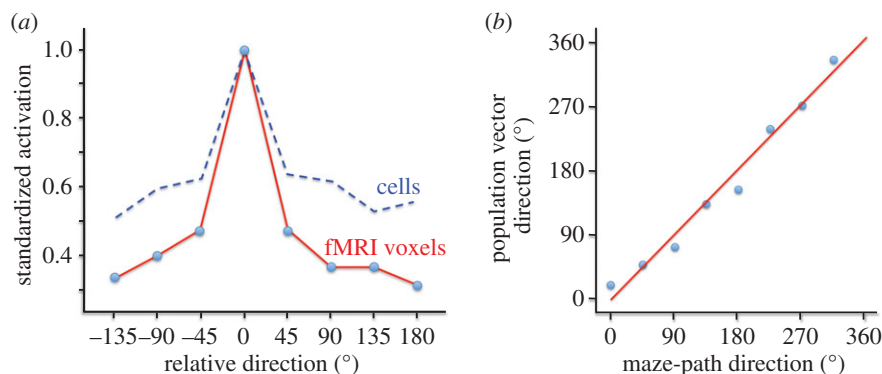 (a)
standardized activation
1.0
0.8
0.6
0.4
cells
fMRI voxels
–135 –90 –45 0 45 90 135 180
relative direction (°)
(b)
population vector
direction (°)
360
270
180
90
0
0 90 180 270 360
maze-path direction (°)